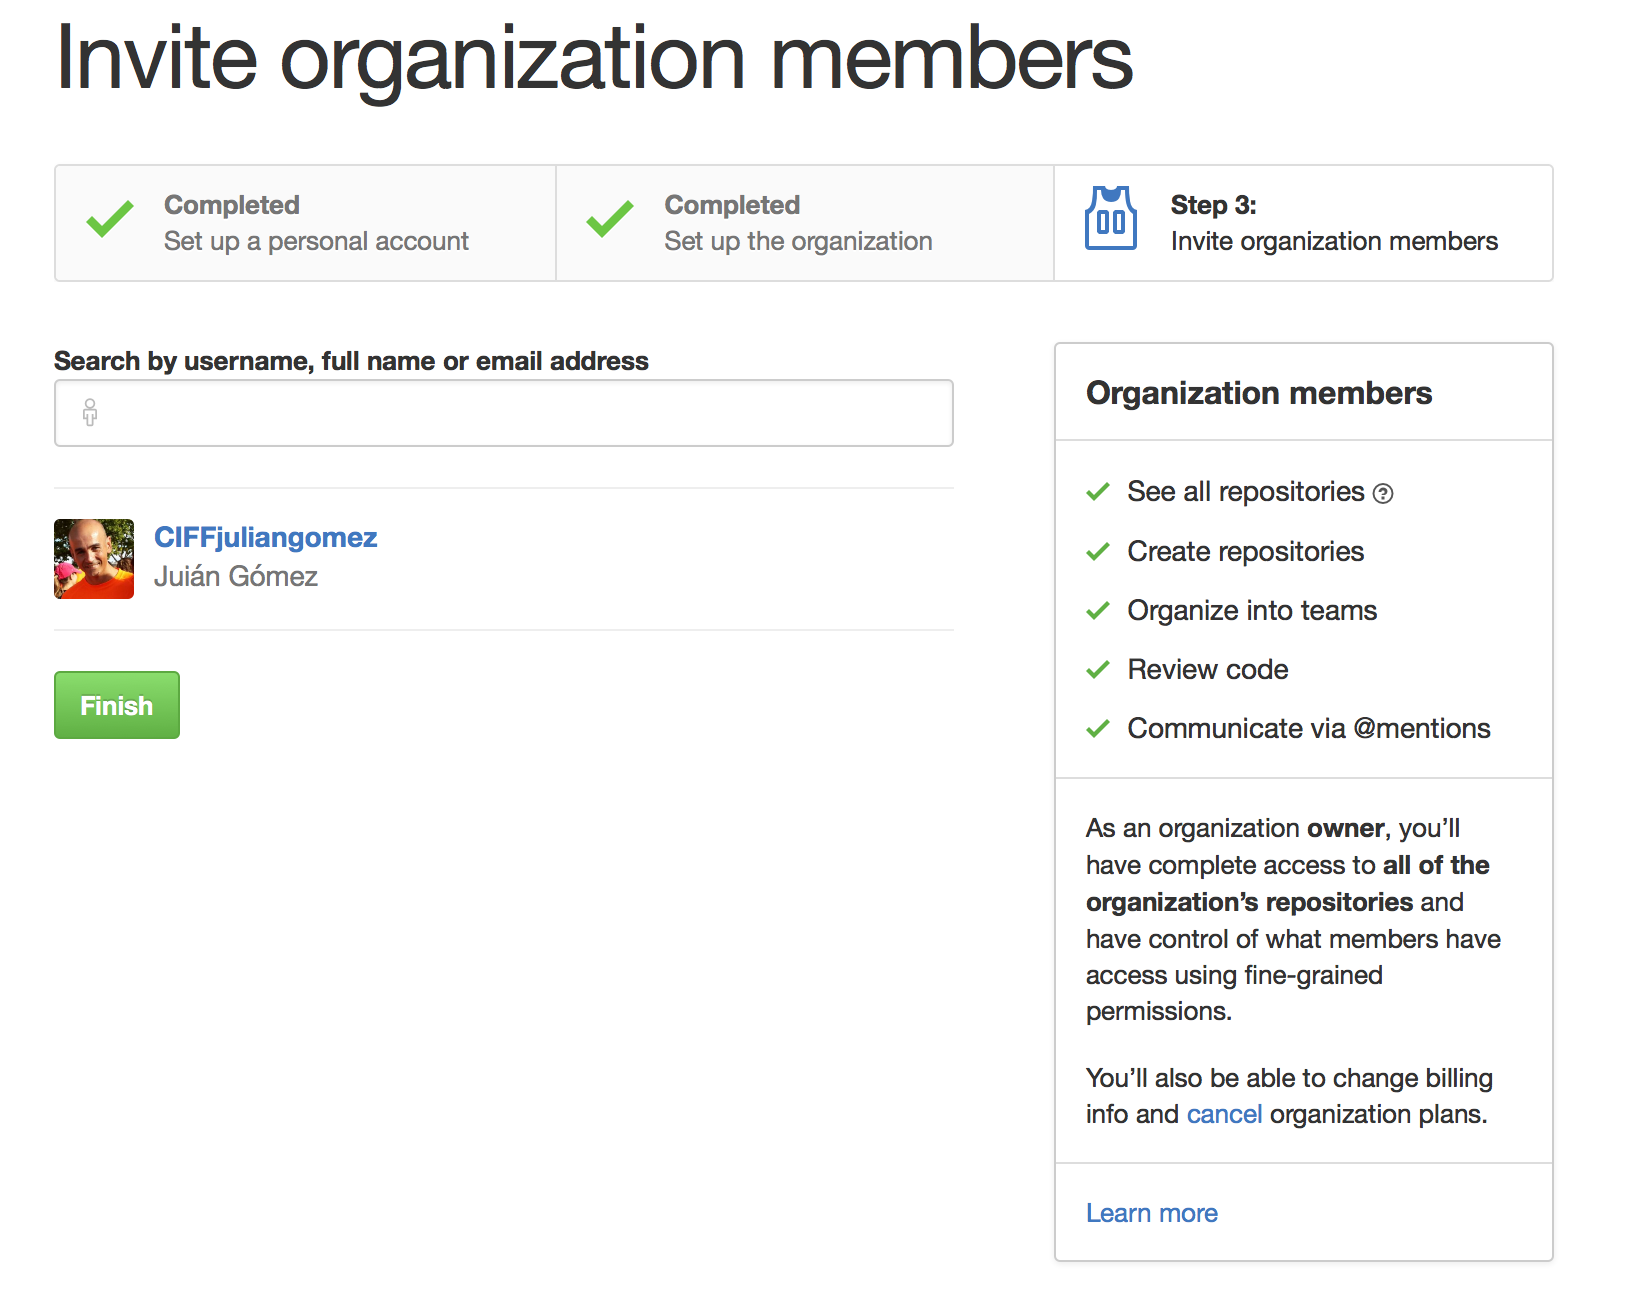 Invite organization members
Completed
Set up a personal account
Completed
Set up the organization
00
Step 3:
Invite organization members
Search by username, full name or email address
CIFFjuliangomez
Juián Gómez
Finish
Organization members
See all repositories ?
Create repositories
Organize into teams
Review code
Communicate via @mentions
As an organization owner, you’ll
have complete access to all of the
organization’s repositories and
have control of what members have
access using fine-grained
permissions.
You’ll also be able to change billing
info and cancel organization plans.
Learn more